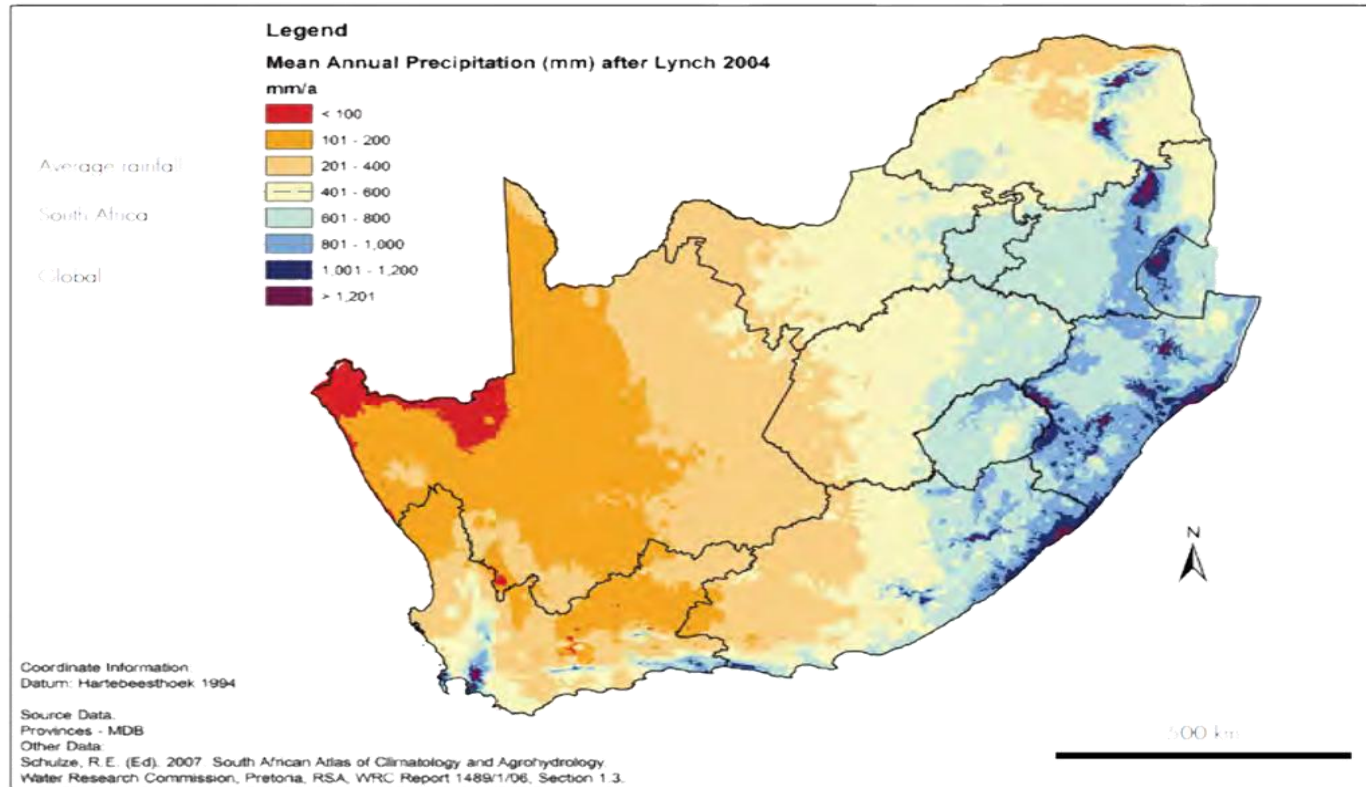 Legend
Mean Annual Precipitation (mm) after Lynch 2004
mm/a
< 100
101 - 200
201 - 400
401 - 600
601 - 800
801 - 1,000
1,001 - 1,200
> 1,201
Average rainfall
South Africa
Global
N
Coordinate Information:
Datum: Hartebeesthoek 1994
500 km
Source Data.
Provinces - MDB
Other Data:
Schulze, R.E. (Ed). 2007. South African Atlas of Climatology and Agrohydrology.
Water Research Commission, Pretoria, RSA, WRC Report 1489/1/06, Section 1.3.